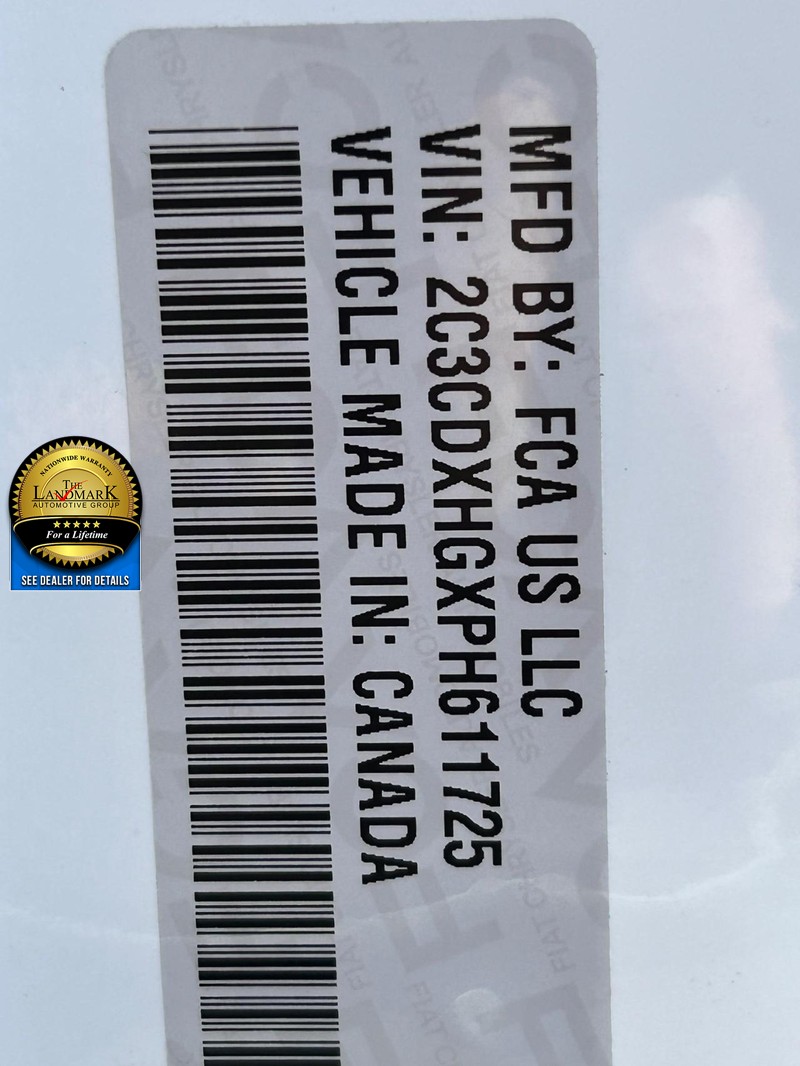 MFD BY: FCA US LLC
VIN: 2C3CDXHGXPH611725
VEHICLE MADE IN: CANADA
NATIONWIDE WARRANTY
THE
LANDMARK
AUTOMOTIVE GROUP
For a Lifetime
SEE DEALER FOR DETAILS